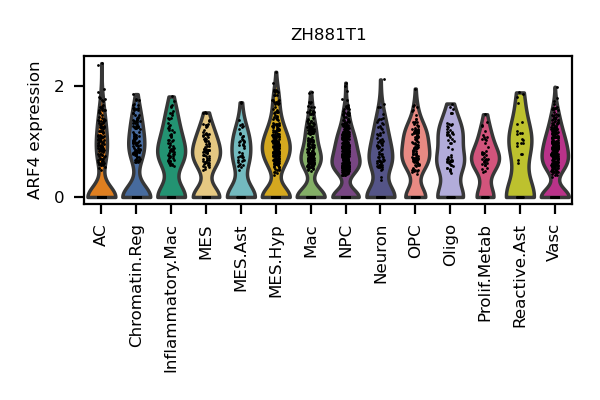 ZH881T1
ARF4 expression
2
0
AC
Chromatin.Reg
Inflammatory.Mac
MES
MES.Ast
MES.Hyp
Mac
NPC
Neuron
OPC
Oligo
Prolif.Metab
Reactive.Ast
Vasc